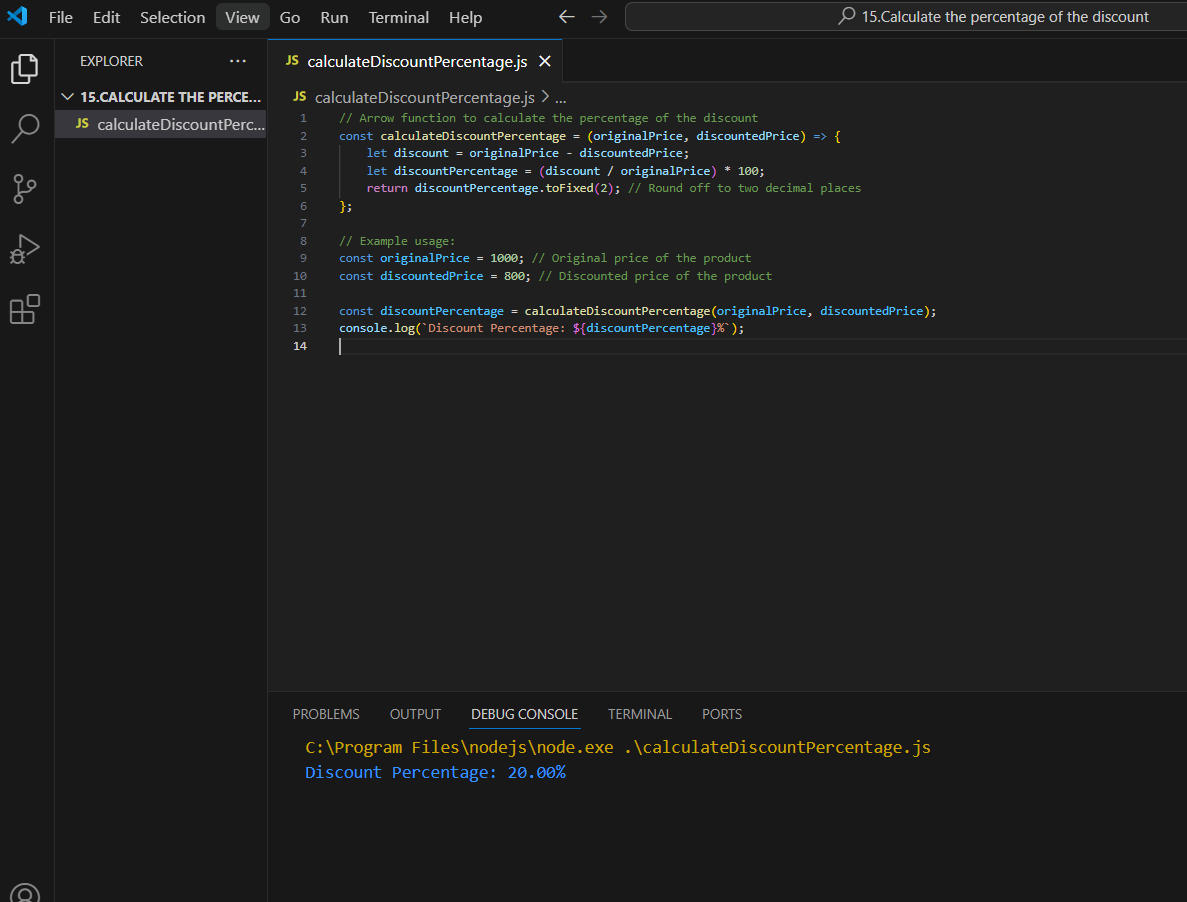 File Edit Selection View Go Run Terminal Help
15.Calculate the percentage of the discount
EXPLORER
15.CALCULATE THE PERCE...
JS calculateDiscountPerc...
JS calculateDiscountPercentage.js
JS calculateDiscountPercentage.js > ...
1 // Arrow function to calculate the percentage of the discount
2 const calculateDiscountPercentage = (originalPrice, discountedPrice) => {
3 let discount = originalPrice - discountedPrice;
4 let discountPercentage = (discount / originalPrice) * 100;
5 return discountPercentage.toFixed(2); // Round off to two decimal places
6 };
7
8 // Example usage:
9 const originalPrice = 1000; // Original price of the product
10 const discountedPrice = 800; // Discounted price of the product
11
12 const discountPercentage = calculateDiscountPercentage(originalPrice, discountedPrice);
13 console.log(`Discount Percentage: ${discountPercentage}%`);
14
PROBLEMS OUTPUT DEBUG CONSOLE TERMINAL PORTS
C:\Program Files\nodejs\node.exe .\calculateDiscountPercentage.js
Discount Percentage: 20.00%